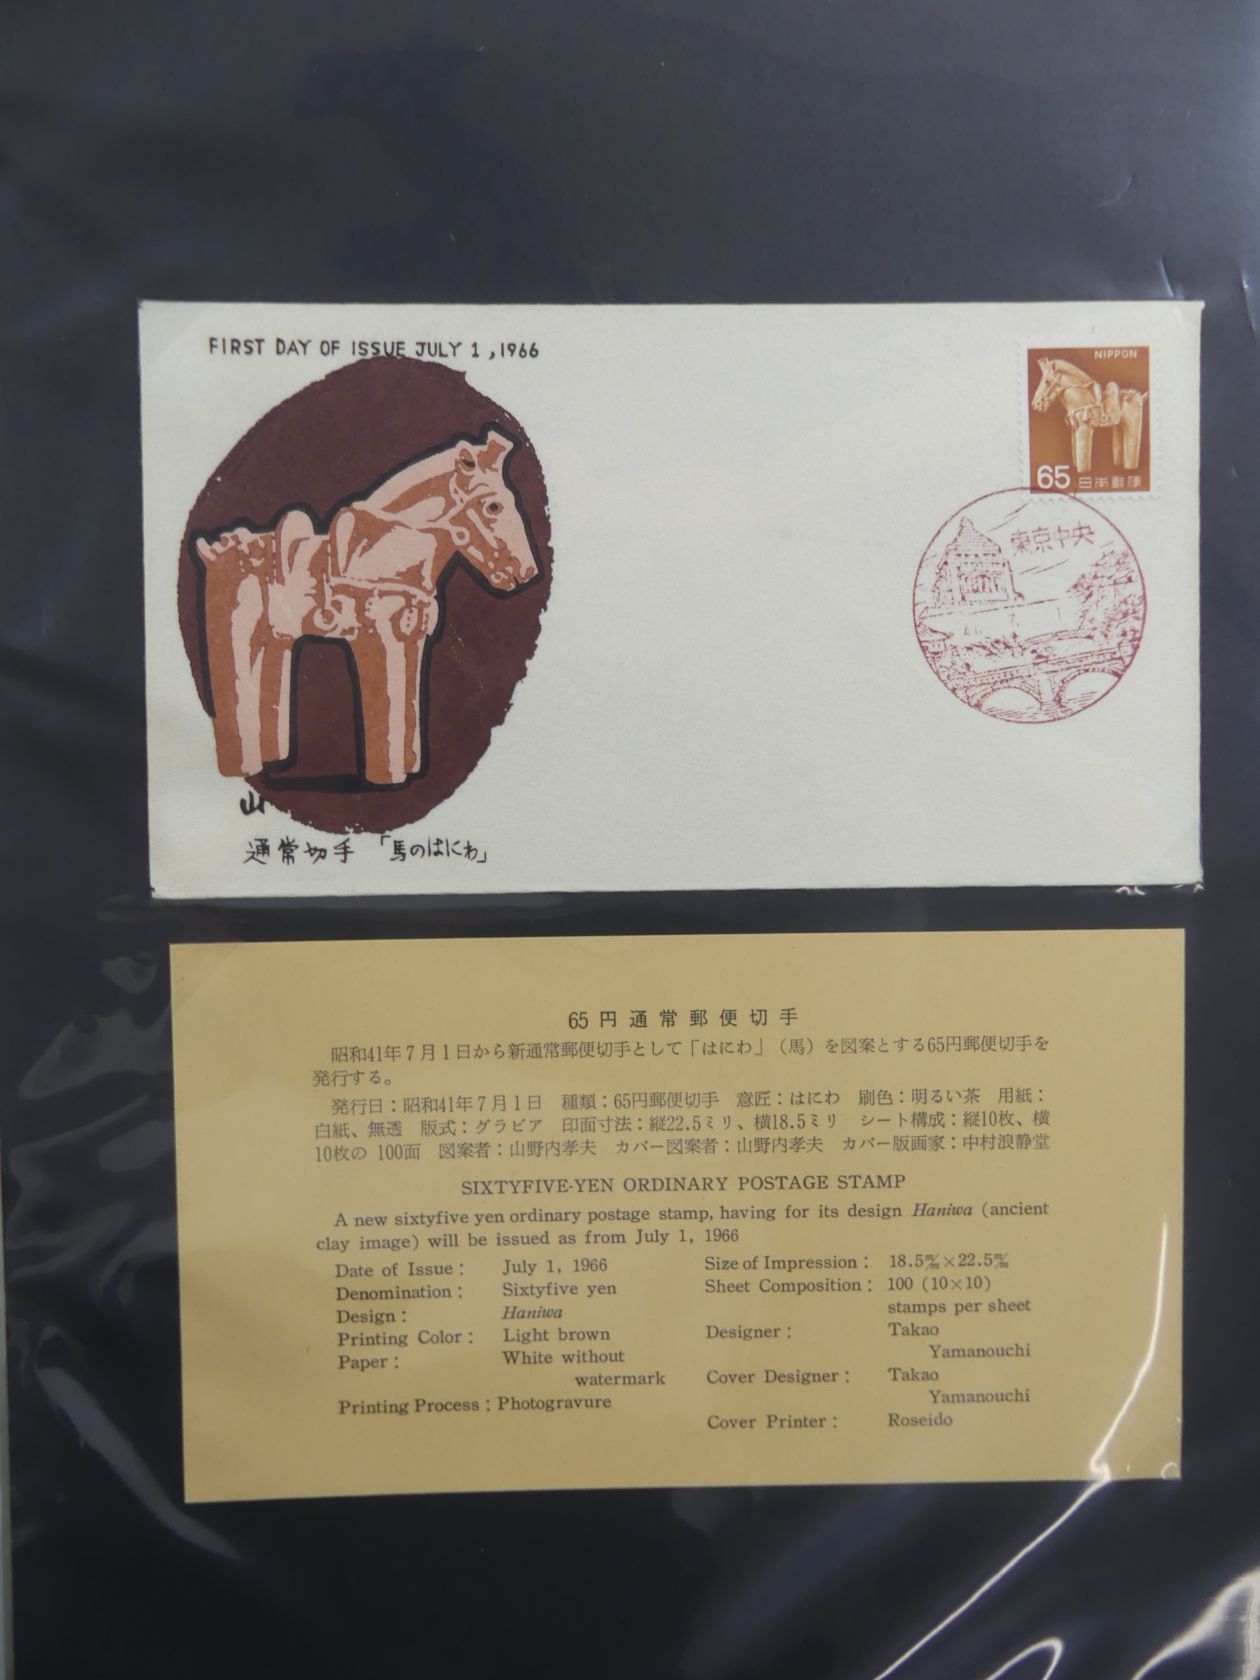 FIRST DAY OF ISSUE JULY 1, 1966
NIPPON
65 日本郵便
東京中央
41. 7. 1
山
通常切手 「馬のはにわ」
65円通常郵便切手
昭和41年7月1日から新通常郵便切手として「はにわ」（馬）を図案とする65円郵便切手を
発行する。
発行日：昭和41年7月1日 種類：65円郵便切手 意匠：はにわ 刷色：明るい茶 用紙：
白紙、無透 版式：グラビア 印面寸法：縦22.5ミリ、横18.5ミリ シート構成：縦10枚、横
10枚の 100面 図案者：山野内孝夫 カバー図案者：山野内孝夫 カバー版画家：中村浪静堂
SIXTYFIVE-YEN ORDINARY POSTAGE STAMP
A new sixtyfive yen ordinary postage stamp, having for its design Haniwa (ancient
clay image) will be issued as from July 1, 1966
Date of Issue: July 1, 1966
Denomination: Sixtyfive yen
Design: Haniwa
Printing Color: Light brown
Paper: White without
watermark
Printing Process: Photogravure
Size of Impression: 18.5m/m×22.5m/m
Sheet Composition: 100 (10×10)
stamps per sheet
Designer: Takao
Yamanouchi
Cover Designer: Takao
Yamanouchi
Cover Printer: Roseido